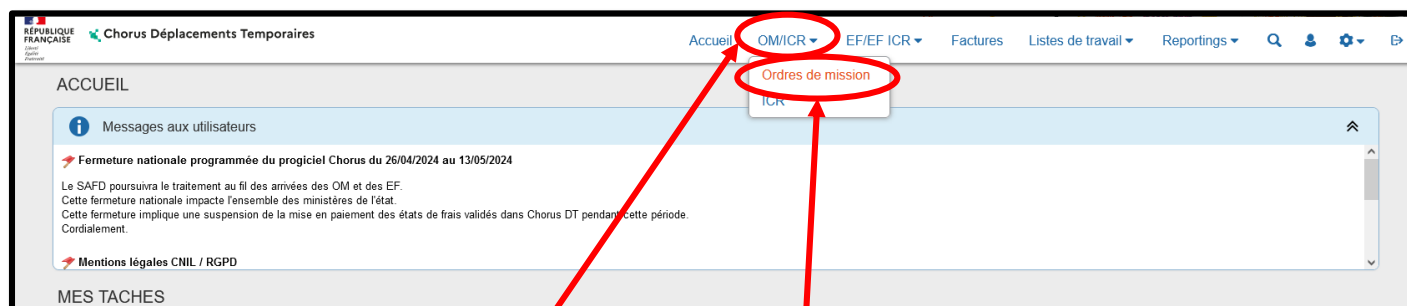 RÉPUBLIQUE
FRANÇAISE
Liberté
Égalité
Fraternité
Chorus Déplacements Temporaires
Accueil OM/ICR EF/EF ICR Factures Listes de travail Reportings
Ordres de mission
ICR
ACCUEIL
Messages aux utilisateurs
Fermeture nationale programmée du progiciel Chorus du 26/04/2024 au 13/05/2024
Le SAFD poursuivra le traitement au fil des arrivées des OM et des EF.
Cette fermeture nationale impacte l'ensemble des ministères de l'état.
Cette fermeture implique une suspension de la mise en paiement des états de frais validés dans Chorus DT pendant cette période.
Cordialement.
Mentions légales CNIL / RGPD
MES TACHES